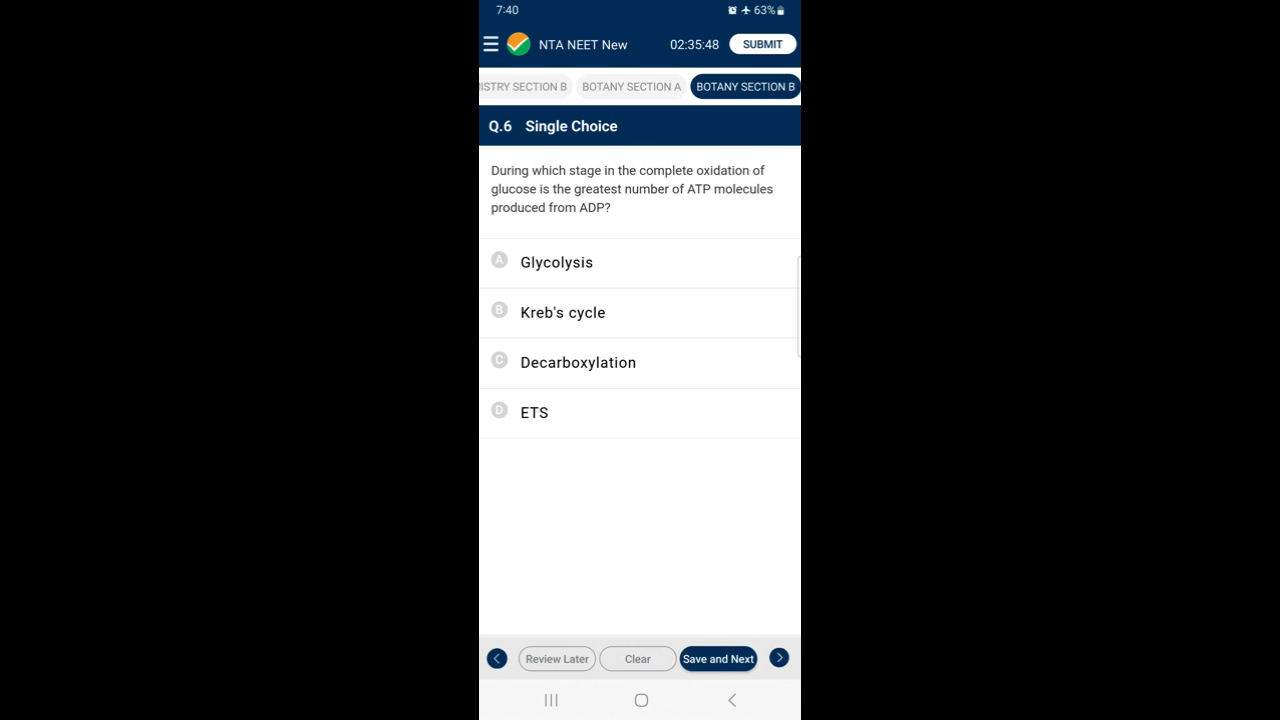 7:40
63%
NTA NEET New
02:35:48
SUBMIT
ISTRY SECTION B
BOTANY SECTION A
BOTANY SECTION B
Q.6 Single Choice
During which stage in the complete oxidation of
glucose is the greatest number of ATP molecules
produced from ADP?
A Glycolysis
B Kreb's cycle
C Decarboxylation
D ETS
Review Later
Clear
Save and Next